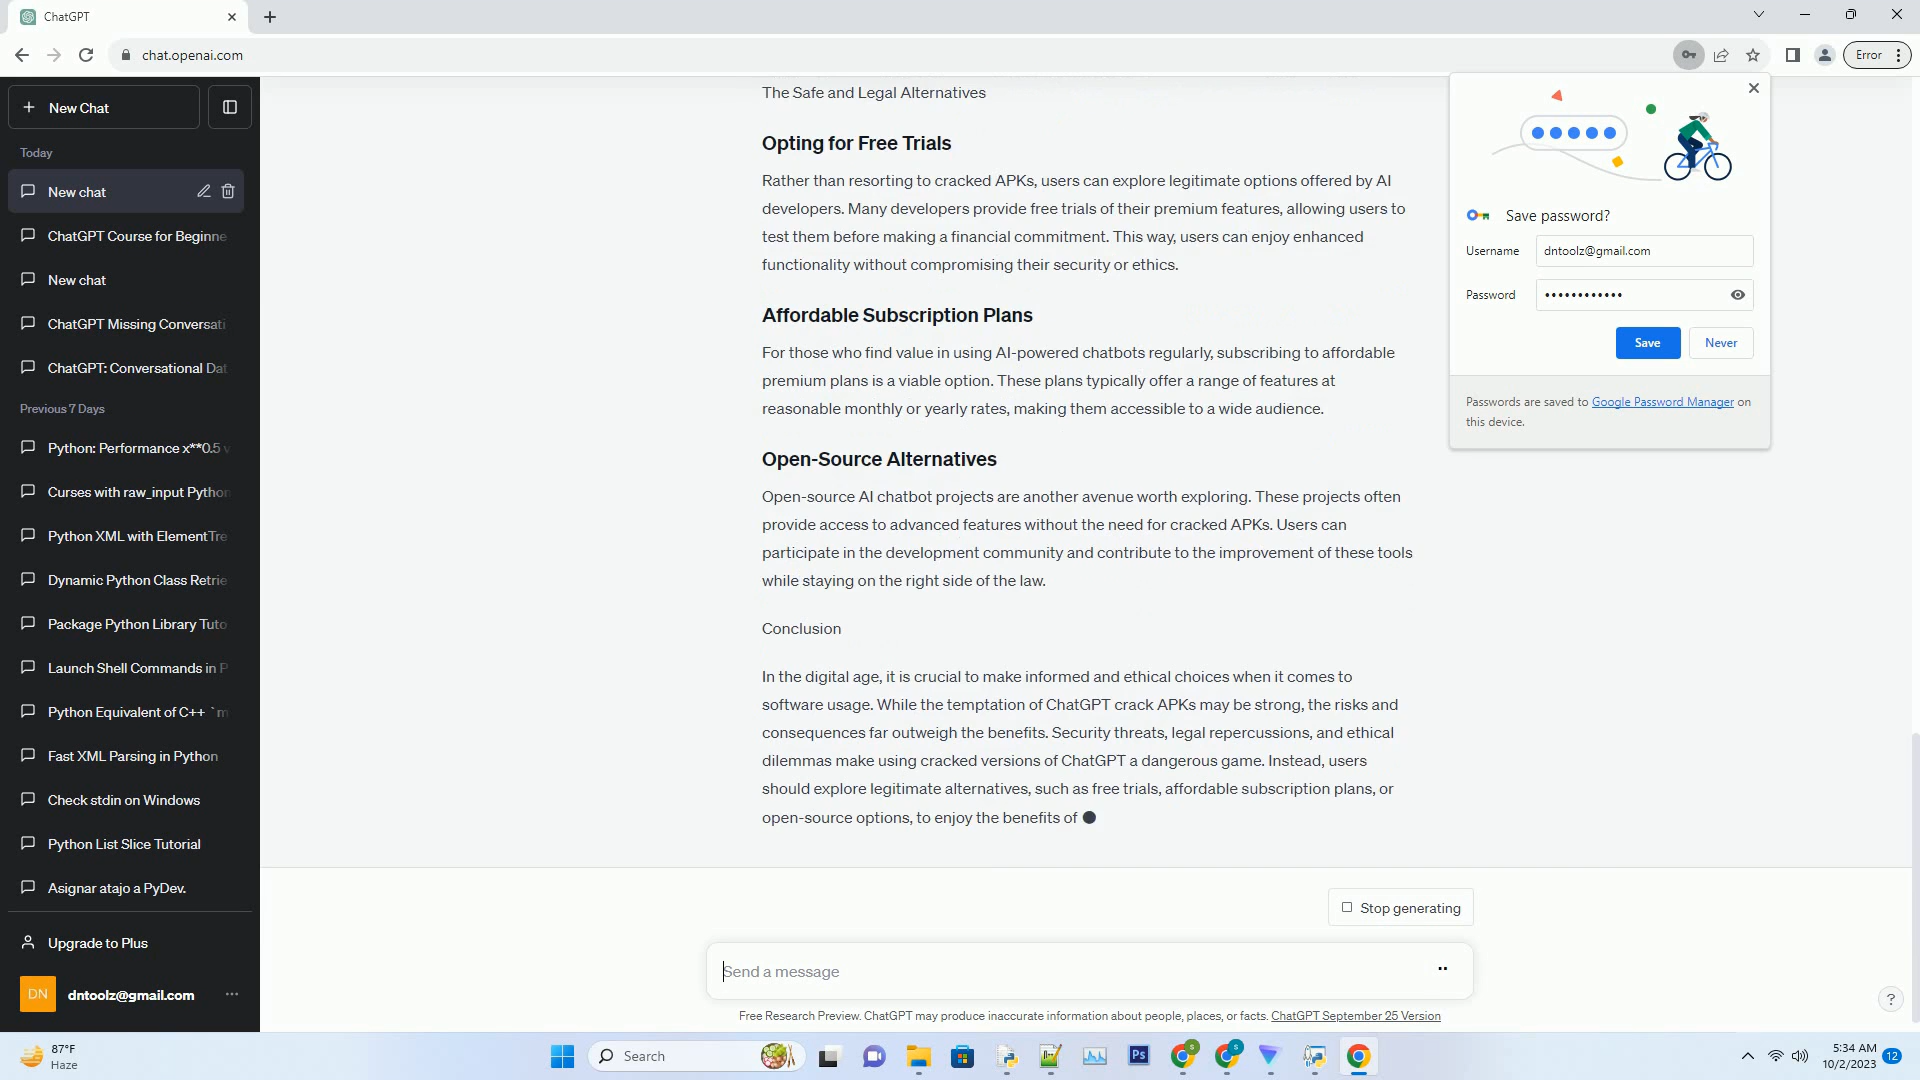 ChatGPT
chat.openai.com
Error
New Chat
Today
New chat
ChatGPT Course for Beginne
New chat
ChatGPT Missing Conversati
ChatGPT: Conversational Dat
Previous 7 Days
Python: Performance x**0.5 v
Curses with raw_input Python
Python XML with ElementTre
Dynamic Python Class Retrie
Package Python Library Tuto
Launch Shell Commands in P
Python Equivalent of C++ `m
Fast XML Parsing in Python
Check stdin on Windows
Python List Slice Tutorial
Asignar atajo a PyDev.
Upgrade to Plus
DN
dntoolz@gmail.com
The Safe and Legal Alternatives
Opting for Free Trials
Rather than resorting to cracked APKs, users can explore legitimate options offered by AI
developers. Many developers provide free trials of their premium features, allowing users to
test them before making a financial commitment. This way, users can enjoy enhanced
functionality without compromising their security or ethics.
Affordable Subscription Plans
For those who find value in using AI-powered chatbots regularly, subscribing to affordable
premium plans is a viable option. These plans typically offer a range of features at
reasonable monthly or yearly rates, making them accessible to a wide audience.
Open-Source Alternatives
Open-source AI chatbot projects are another avenue worth exploring. These projects often
provide access to advanced features without the need for cracked APKs. Users can
participate in the development community and contribute to the improvement of these tools
while staying on the right side of the law.
Conclusion
In the digital age, it is crucial to make informed and ethical choices when it comes to
software usage. While the temptation of ChatGPT crack APKs may be strong, the risks and
consequences far outweigh the benefits. Security threats, legal repercussions, and ethical
dilemmas make using cracked versions of ChatGPT a dangerous game. Instead, users
should explore legitimate alternatives, such as free trials, affordable subscription plans, or
open-source options, to enjoy the benefits of
Stop generating
Send a message
Free Research Preview. ChatGPT may produce inaccurate information about people, places, or facts. ChatGPT September 25 Version
?
Save password?
Username
dntoolz@gmail.com
Password
••••••••••••
Save
Never
Passwords are saved to Google Password Manager on
this device.
87°F
Haze
Search
Ps
S
S
5:34 AM
10/2/2023
12